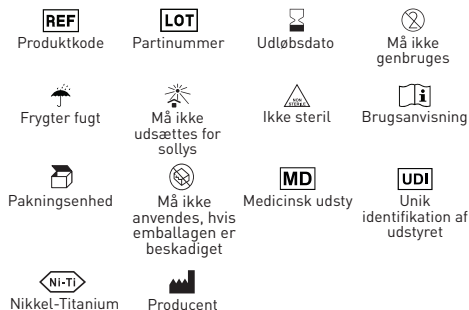 REF
LOT
Produktkode
Partinummer
Udløbsdato
Må ikke
genbruges
2
NON
STERILE
i
Frygter fugt
Må ikke
udsættes for
sollys
Ikke steril
Brugsanvisning
MD
UDI
Pakningsenhed
Må ikke
anvendes, hvis
emballagen er
beskadiget
Medicinsk udsty
Unik
identifikation af
udstyret
Ni-Ti
Nikkel-Titanium
Producent